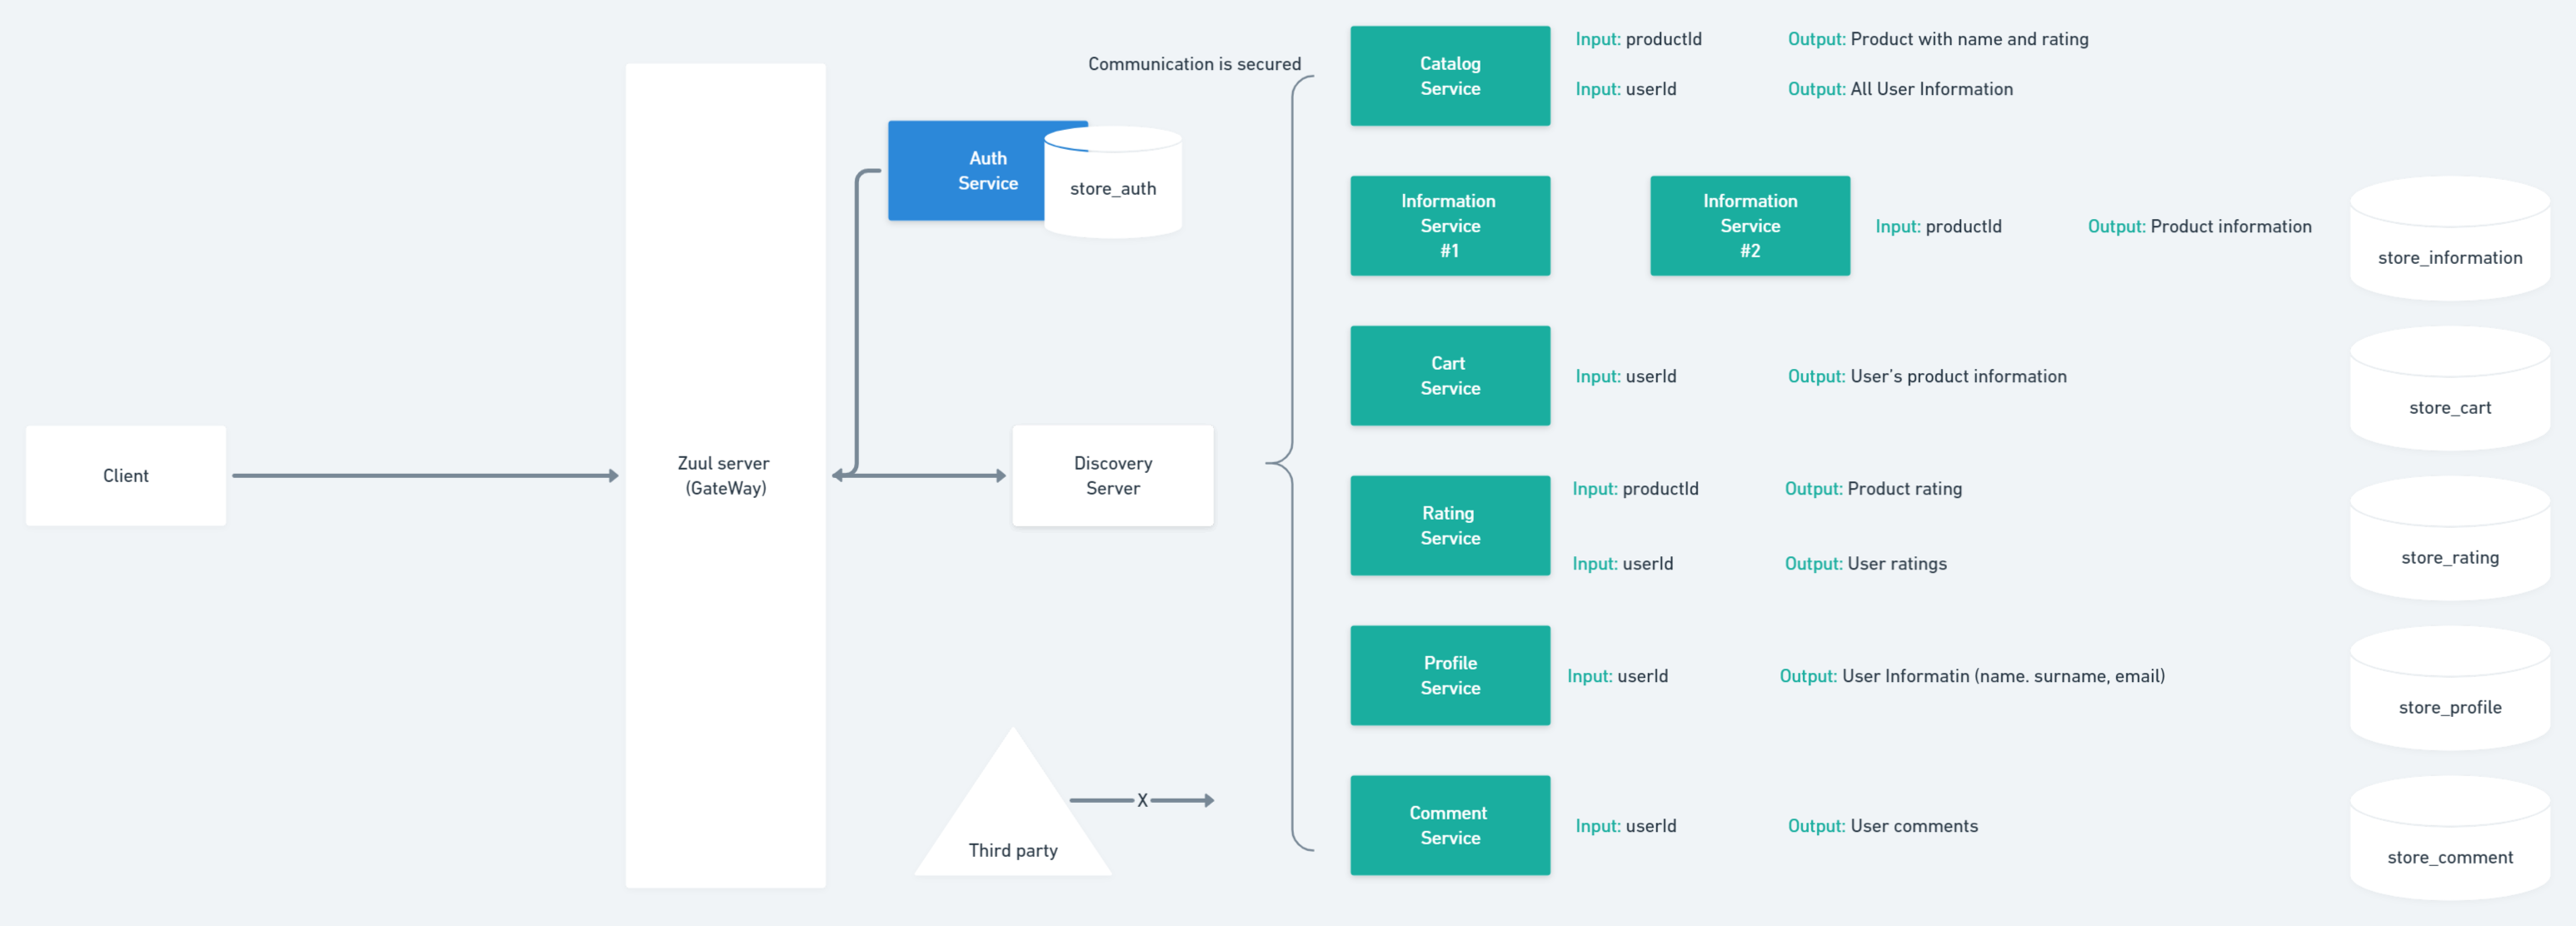 Client
Zuul server
(GateWay)
Auth
Service
store_auth
Discovery
Server
Third party
X
Communication is secured
Catalog
Service
Input: productId Output: Product with name and rating
Input: userId Output: All User Information
Information
Service
#1
Information
Service
#2
Input: productId Output: Product information
store_information
Cart
Service
Input: userId Output: User's product information
store_cart
Rating
Service
Input: productId Output: Product rating
Input: userId Output: User ratings
store_rating
Profile
Service
Input: userId Output: User Informatin (name. surname, email)
store_profile
Comment
Service
Input: userId Output: User comments
store_comment